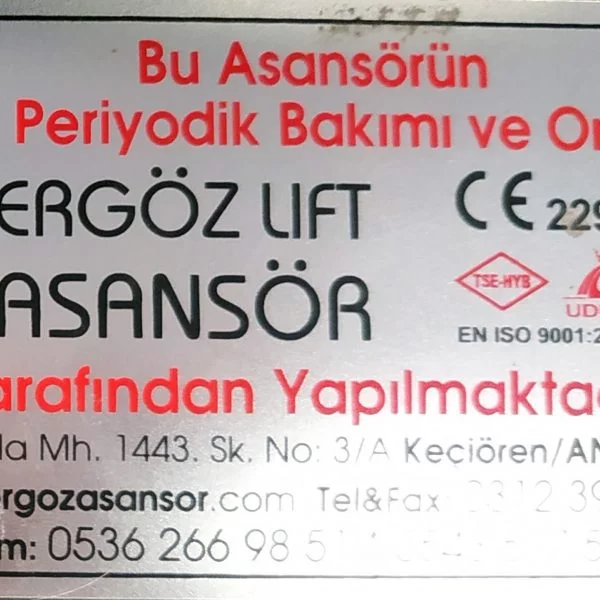 Bu Asansörün
Periyodik Bakımı ve
ERGÖZ LIFT
CE 229
ASANSÖR
TSE-HYB
UD
EN ISO 9001:2
arafından Yapılmakta
la Mh. 1443. Sk. No: 3/A Keçiören/AN
ergozasansor.com Tel&Fax 0312 39
m: 0536 266 98 5